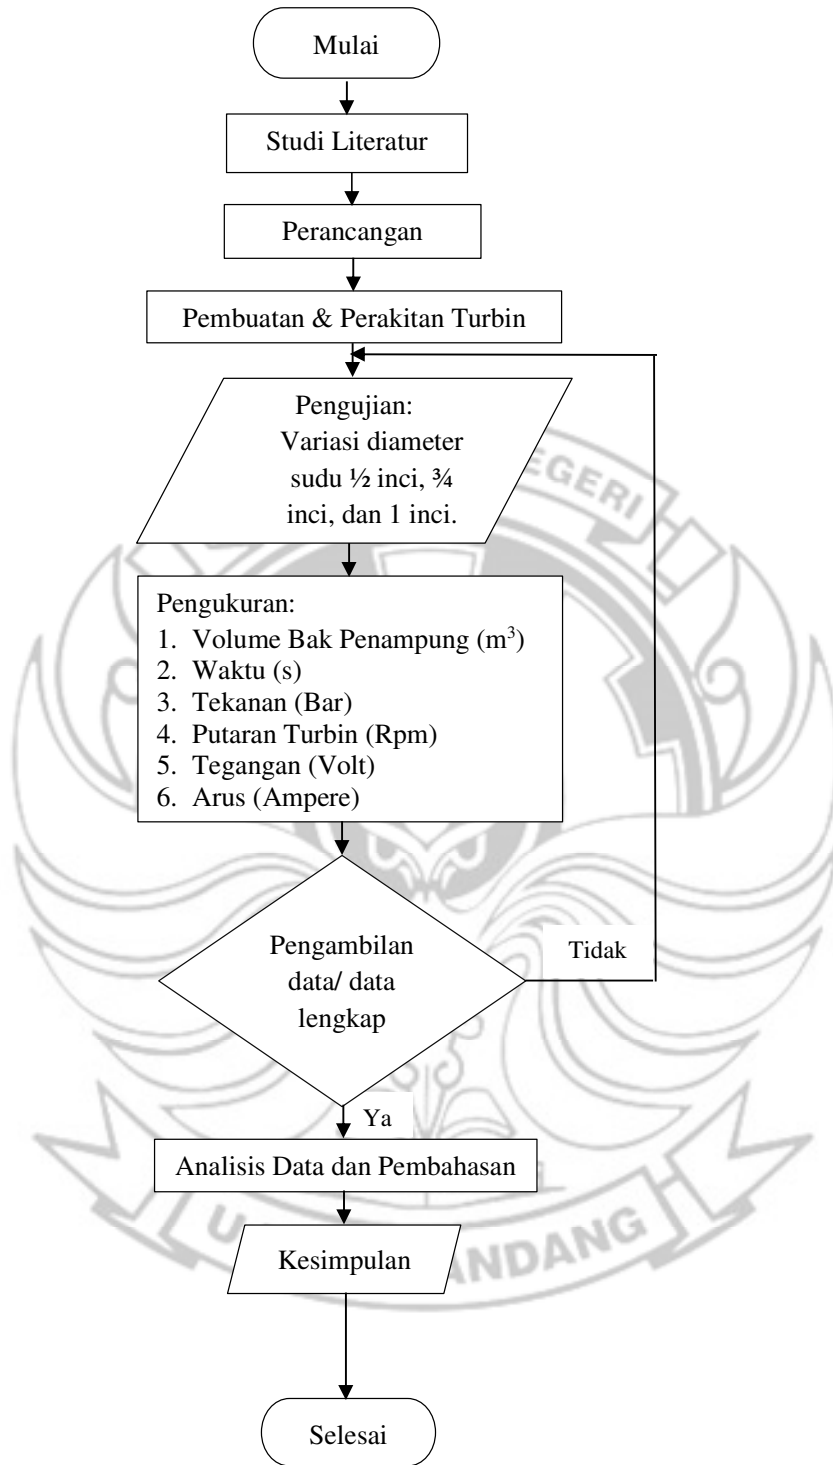 Mulai
Studi Literatur
Perancangan
Pembuatan & Perakitan Turbin
Pengujian:
Variasi diameter
sudu ½ inci, ¾
inci, dan 1 inci.
EGERI
Pengukuran:
1. Volume Bak Penampung (m³)
2. Waktu (s)
3. Tekanan (Bar)
4. Putaran Turbin (Rpm)
5. Tegangan (Volt)
6. Arus (Ampere)
Pengambilan
data/ data
lengkap
Tidak
Ya
Analisis Data dan Pembahasan
U
ANDANG
Kesimpulan
Selesai